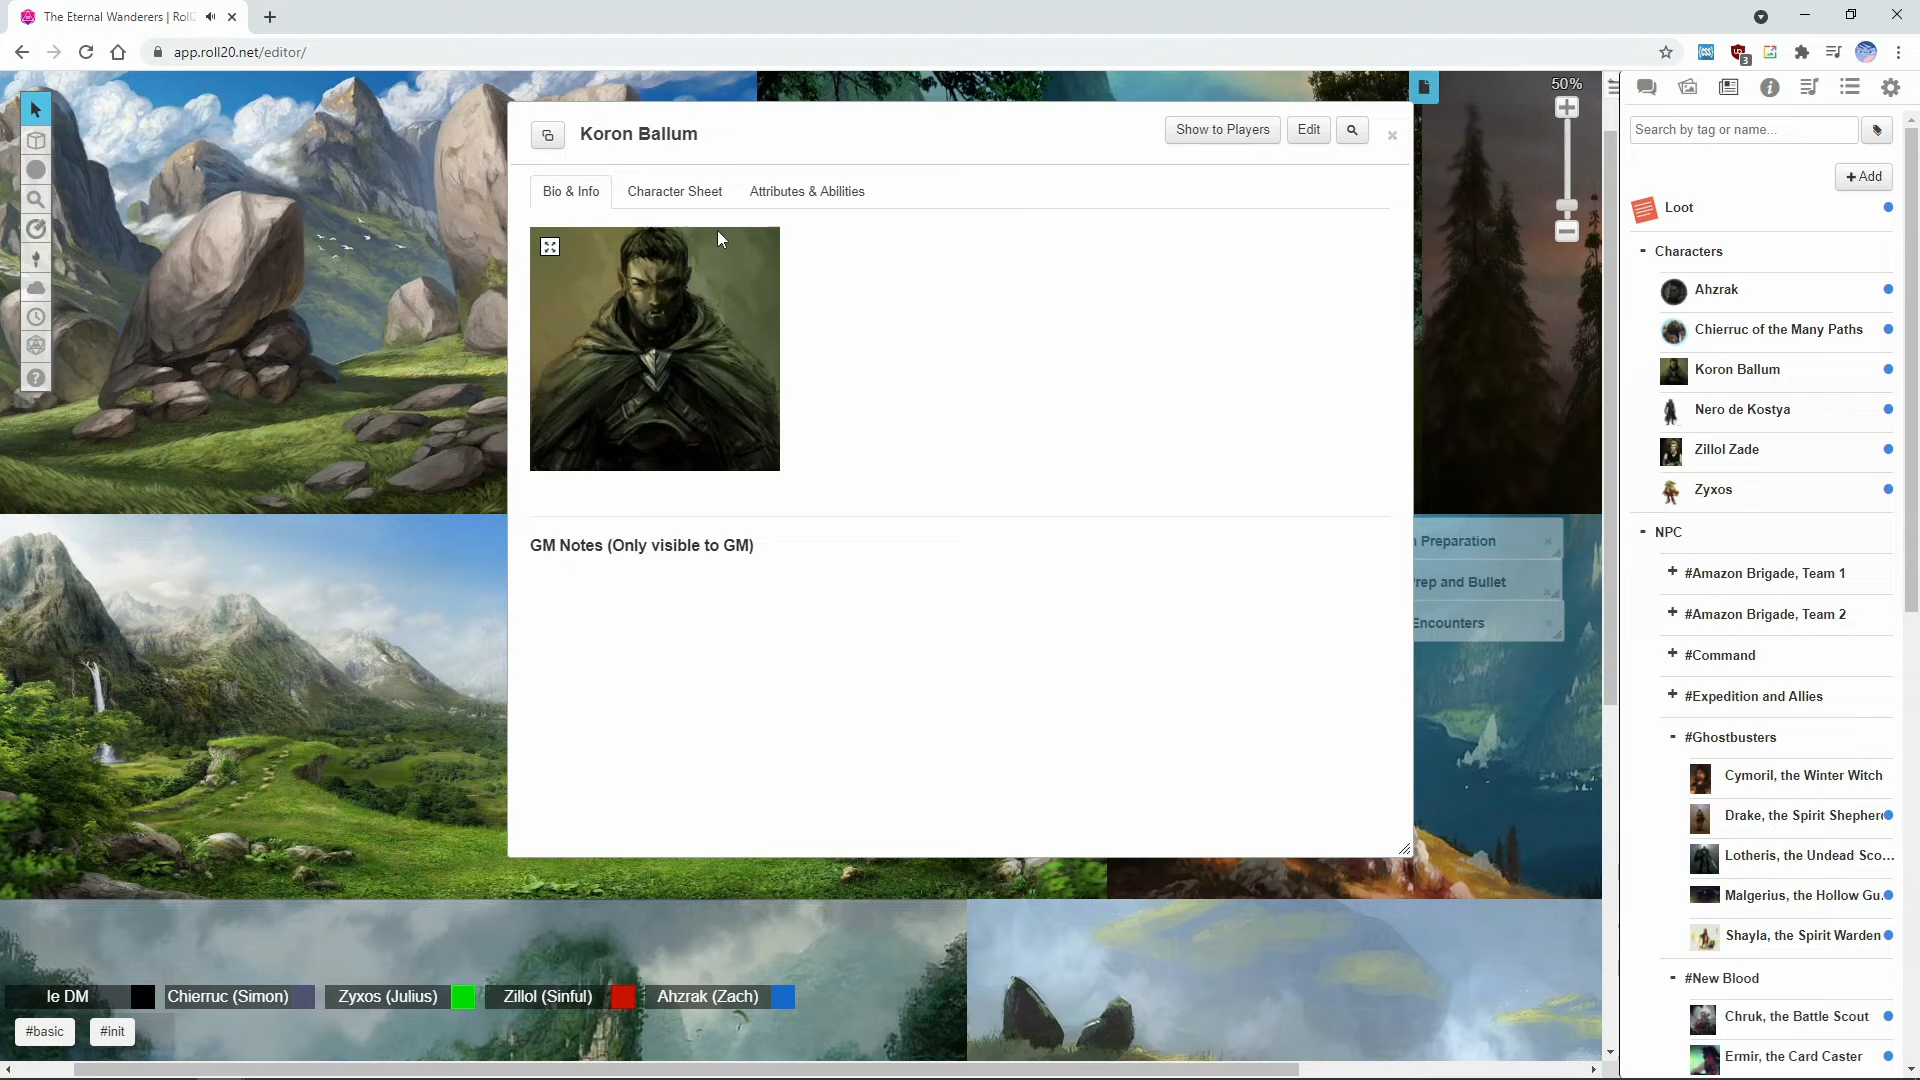 The Eternal Wanderers | Roll
app.roll20.net/editor/
3
50%
Koron Ballum
Show to Players
Edit
Bio & Info
Character Sheet
Attributes & Abilities
GM Notes (Only visible to GM)
Preparation
and Bullet
Encounters
Search by tag or name...
+ Add
Loot
- Characters
Ahzrak
Chierruc of the Many Paths
Koron Ballum
Nero de Kostya
Zillol Zade
Zyxos
- NPC
+ #Amazon Brigade, Team 1
+ #Amazon Brigade, Team 2
+ #Command
+ #Expedition and Allies
- #Ghostbusters
Cymoril, the Winter Witch
Drake, the Spirit Shepher
Lotheris, the Undead Sco...
Malgerius, the Hollow Gu.
Shayla, the Spirit Warden
- #New Blood
Chruk, the Battle Scout
Ermir, the Card Caster
le DM
Chierruc (Simon)
Zyxos (Julius)
Zillol (Sinful)
Ahzrak (Zach)
#basic
#init